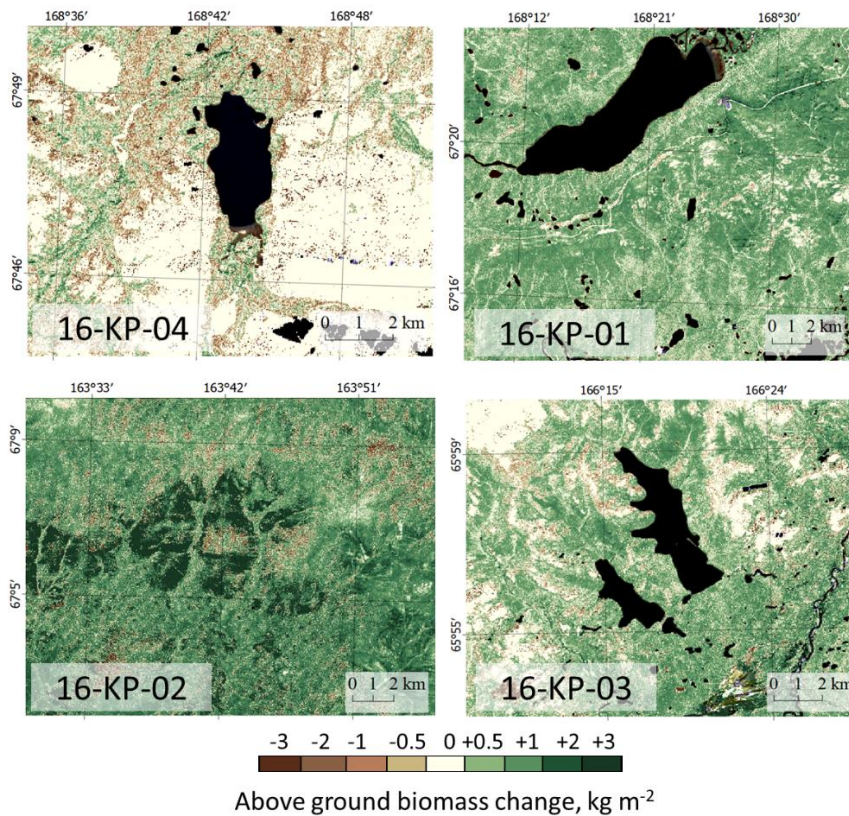 168°36′ 168°42′ 168°48′
67°49′
67°46′
16-KP-04
0 1 2 km
168°12′ 168°21′ 168°30′
67°20′
67°16′
16-KP-01
0 1 2 km
163°33′ 163°42′ 163°51′
67°9′
67°5′
16-KP-02
0 1 2 km
166°15′ 166°24′
65°59′
65°55′
16-KP-03
0 1 2 km
-3 -2 -1 -0.5 0 +0.5 +1 +2 +3
Above ground biomass change, kg m⁻²